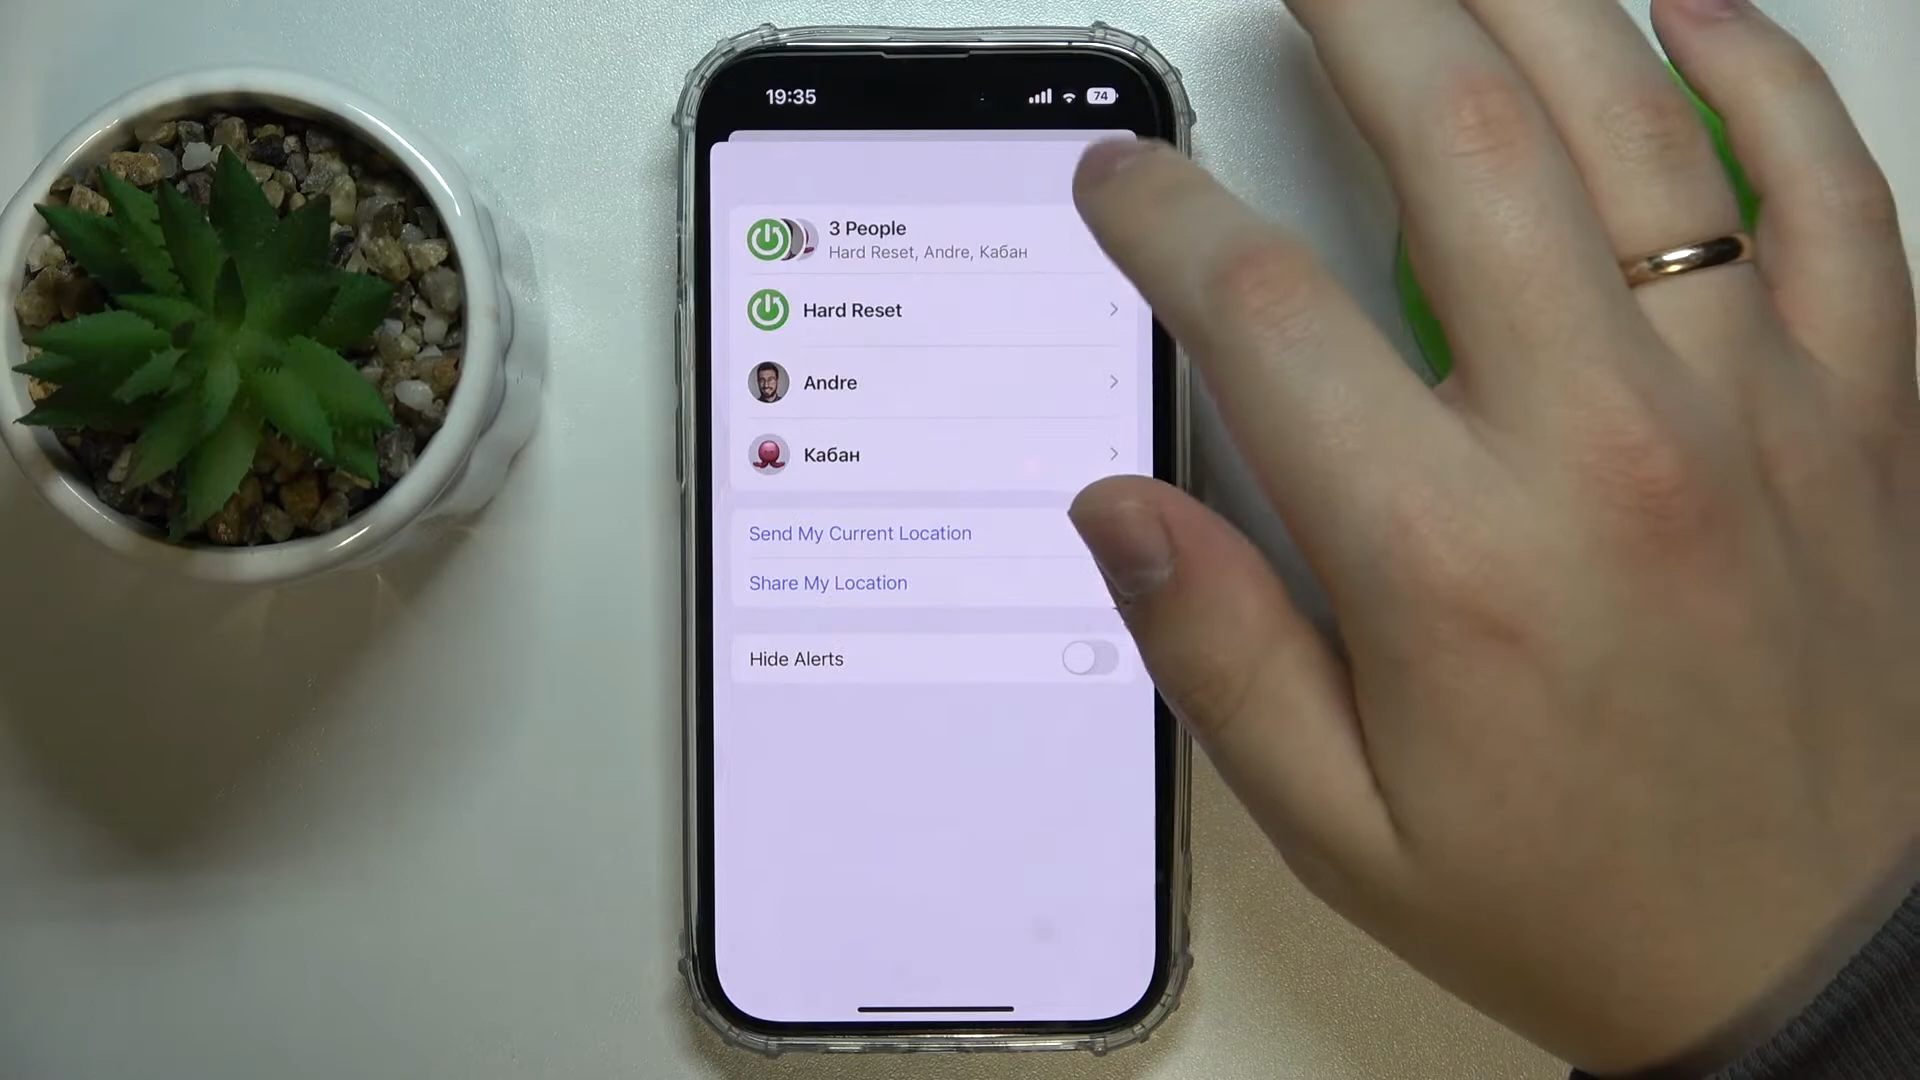 19:35
74
3 People
Hard Reset, Andre, Кабан
Hard Reset
Andre
Кабан
Send My Current Location
Share My Location
Hide Alerts